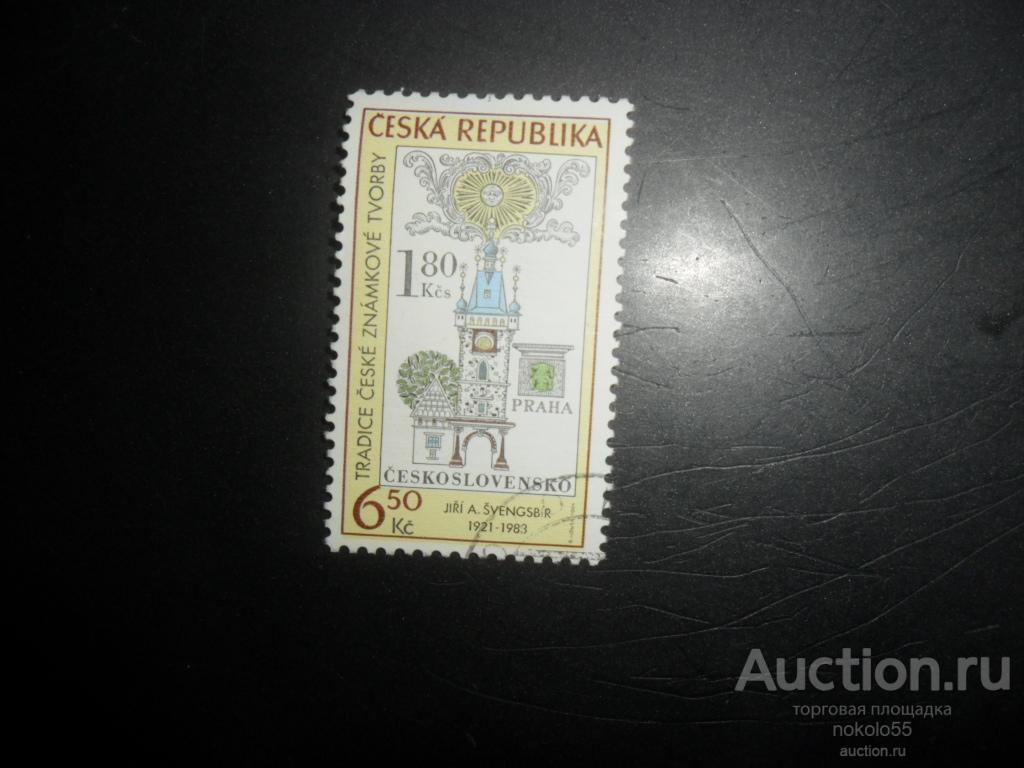 ČESKÁ REPUBLIKA
TRADICE ČESKÉ ZNÁMKOVÉ TVORBY
1 80
Kčs
PRAHA
ČESKOSLOVENSKO
6 50
Kč
JIŘÍ A. ŠVENGSBÍR
1921-1983
Auction.ru
торговая площадка
nokolo55
auction.ru